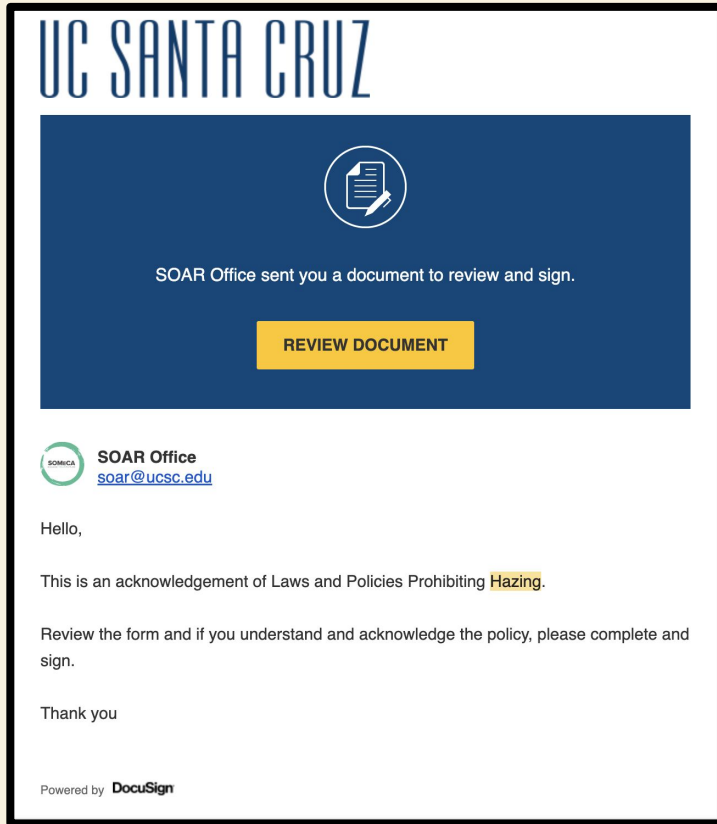 UC SANTA CRUZ
SOAR Office sent you a document to review and sign.
REVIEW DOCUMENT
SOMeCA
SOAR Office
soar@ucsc.edu
Hello,
This is an acknowledgement of Laws and Policies Prohibiting Hazing.
Review the form and if you understand and acknowledge the policy, please complete and
sign.
Thank you
Powered by DocuSign